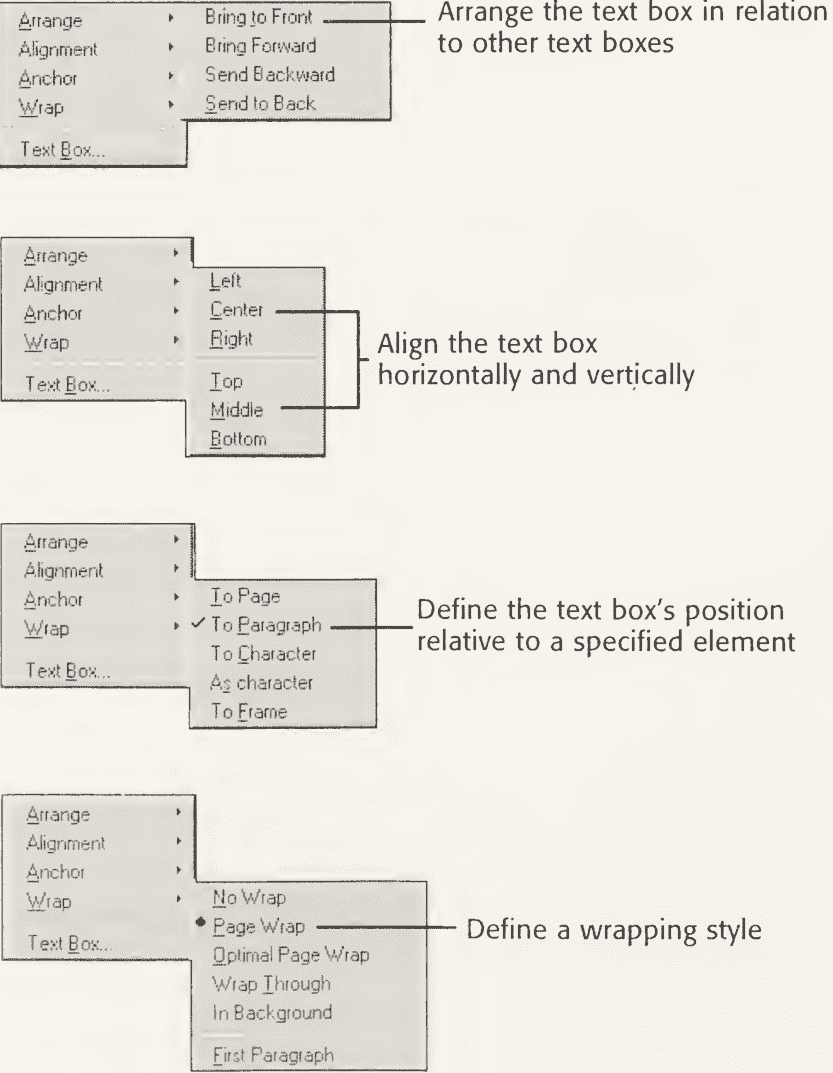 Arrange
Alignment
Anchor
Wrap
Text Box...
Bring to Front
Bring Forward
Send Backward
Send to Back
Arrange the text box in relation
to other text boxes
Arrange
Alignment
Anchor
Wrap
Text Box...
Left
Center
Right
Top
Middle
Bottom
Align the text box
horizontally and vertically
Arrange
Alignment
Anchor
Wrap
Text Box...
To Page
To Paragraph
To Character
As character
To Frame
Define the text box's position
relative to a specified element
Arrange
Alignment
Anchor
Wrap
Text Box...
No Wrap
Page Wrap
Optimal Page Wrap
Wrap Through
In Background
First Paragraph
Define a wrapping style